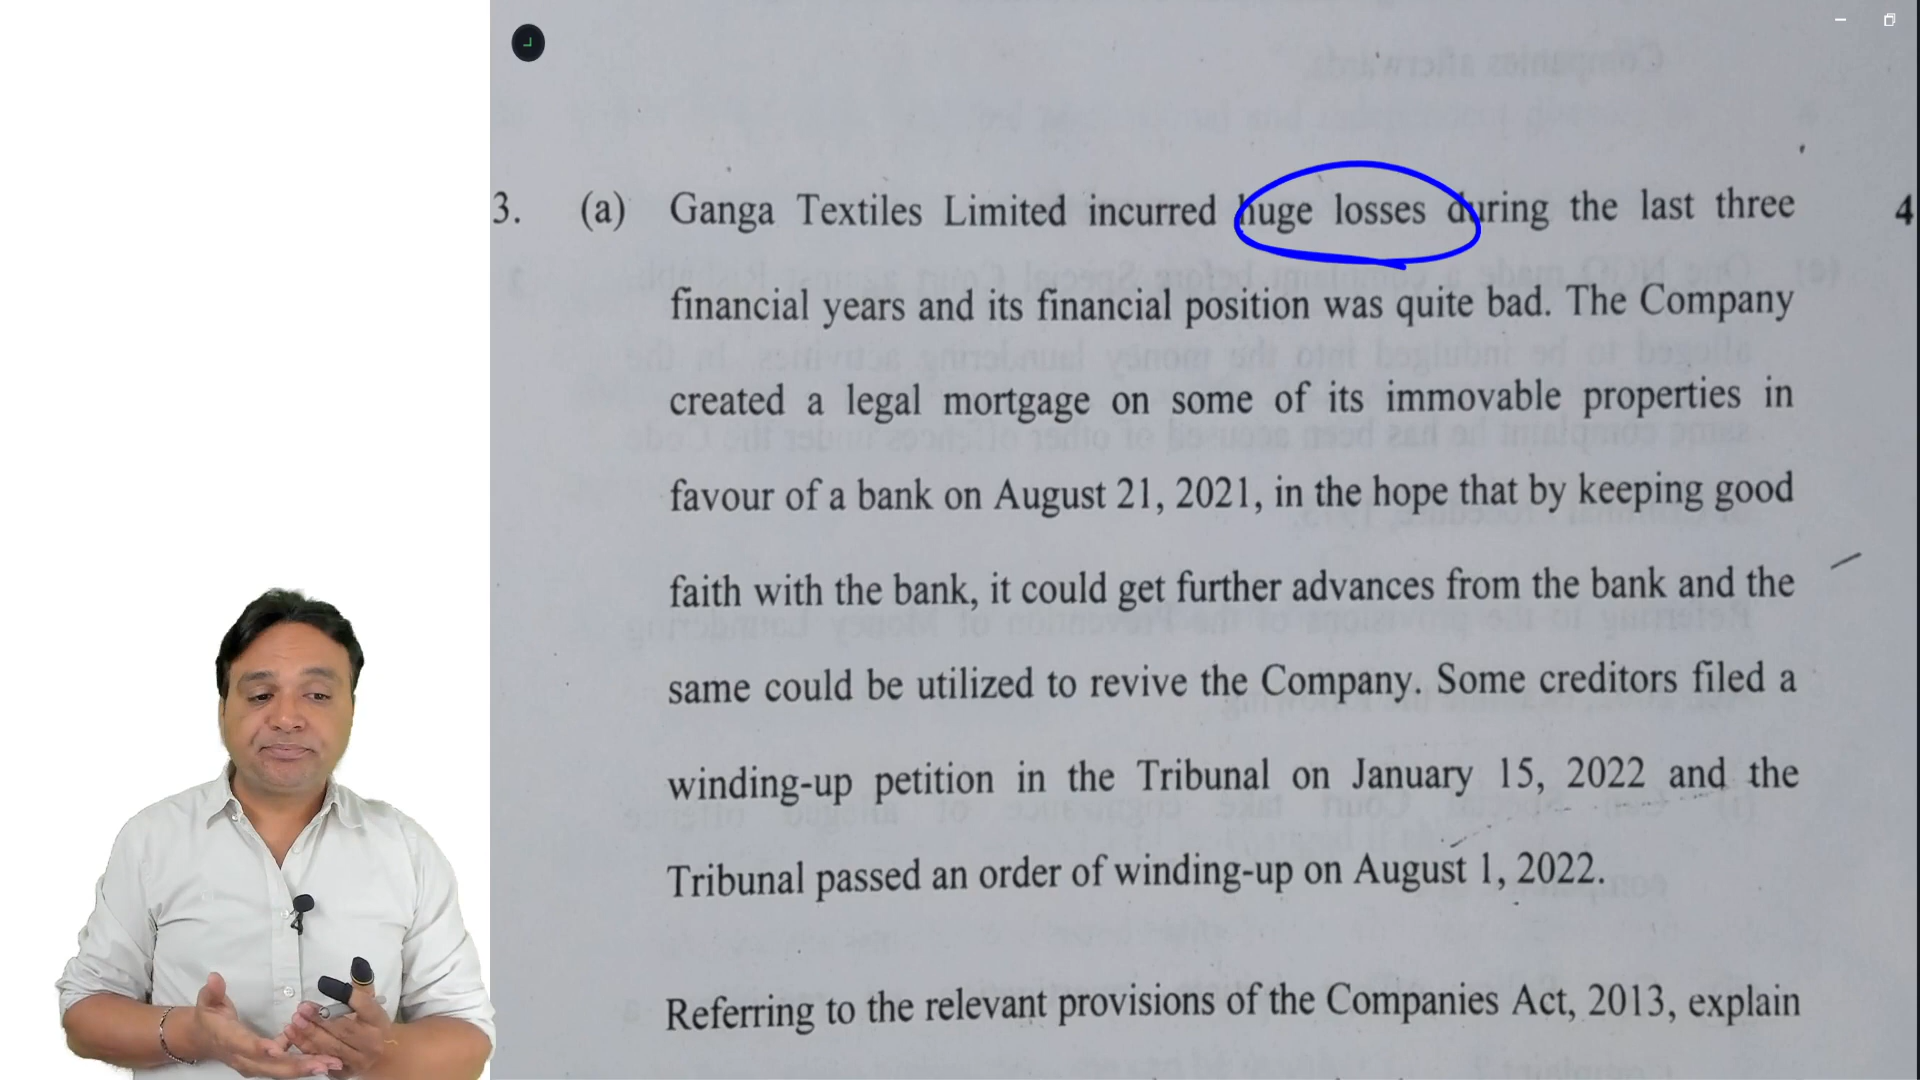 3. (a) Ganga Textiles Limited incurred huge losses during the last three 4
financial years and its financial position was quite bad. The Company
created a legal mortgage on some of its immovable properties in
favour of a bank on August 21, 2021, in the hope that by keeping good
faith with the bank, it could get further advances from the bank and the
same could be utilized to revive the Company. Some creditors filed a
winding-up petition in the Tribunal on January 15, 2022 and the
Tribunal passed an order of winding-up on August 1, 2022.
Referring to the relevant provisions of the Companies Act, 2013, explain